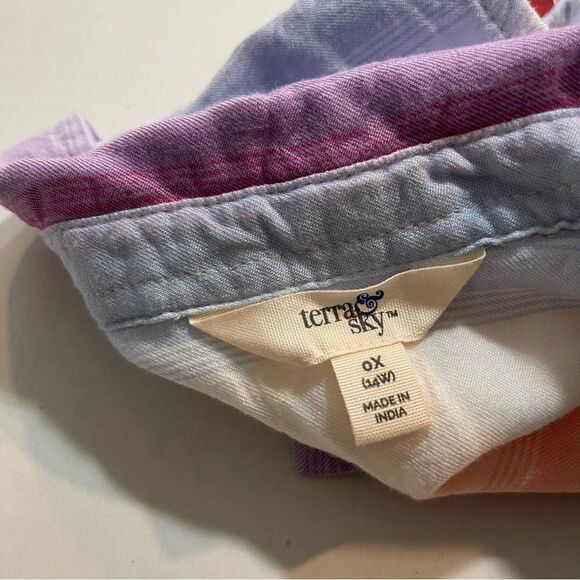 terra&
sky™
0X
(14W)
MADE IN
INDIA